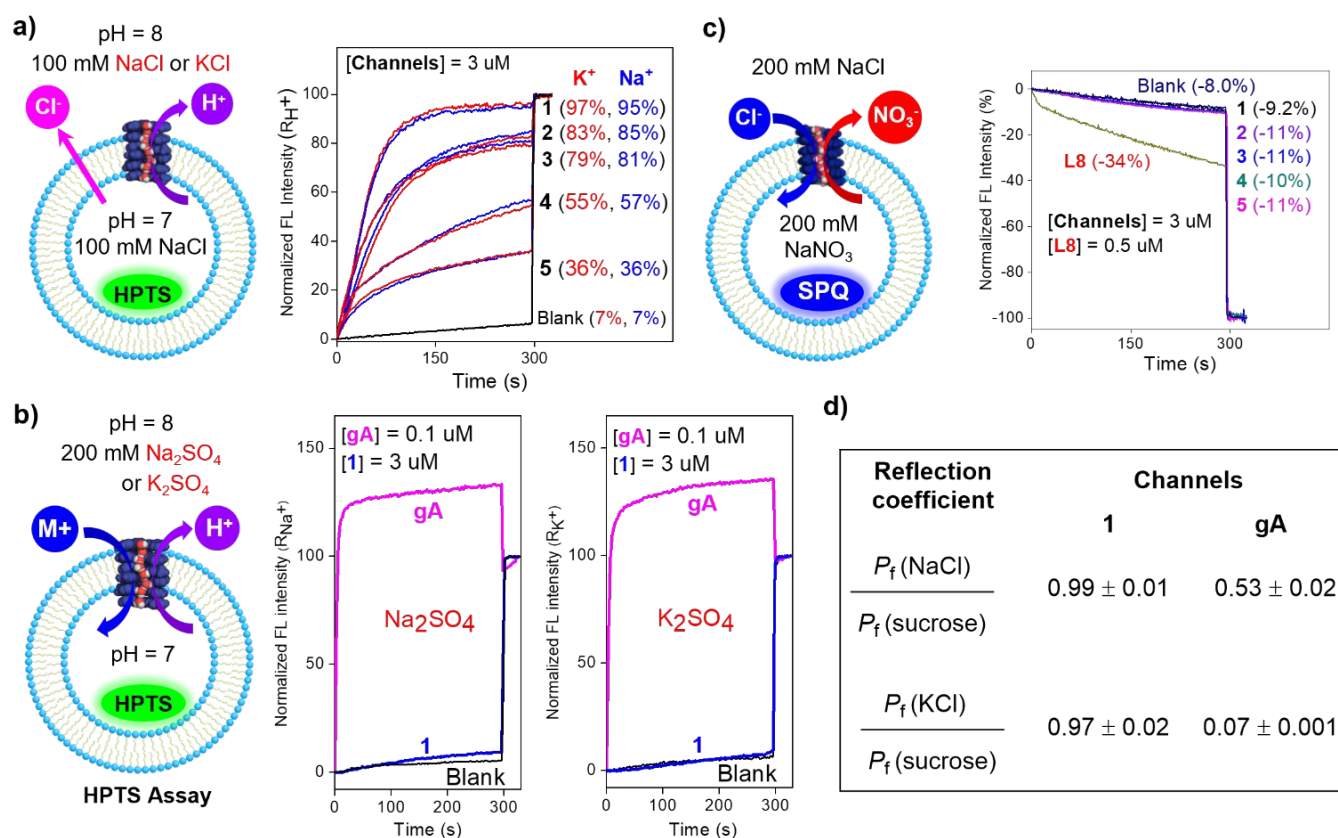 a)
pH = 8
100 mM NaCl or KCl
Cl-
H+
pH = 7
100 mM NaCl
HPTS
Normalized FL Intensity (RH+)
100
80
60
40
20
0
[Channels] = 3 uM
K+ Na+
1 (97%, 95%)
2 (83%, 85%)
3 (79%, 81%)
4 (55%, 57%)
5 (36%, 36%)
Blank (7%, 7%)
0 150 300
Time (s)
c)
200 mM NaCl
Cl-
NO3-
200 mM
NaNO3
SPQ
Normalized FL Intensity (%)
0
-20
-40
-60
-80
-100
Blank (-8.0%)
1 (-9.2%)
2 (-11%)
3 (-11%)
4 (-10%)
5 (-11%)
L8 (-34%)
[Channels] = 3 uM
[L8] = 0.5 uM
0 150 300
Time (s)
b)
pH = 8
200 mM Na2SO4
or K2SO4
M+
H+
pH = 7
HPTS
HPTS Assay
Normalized FL intensity (RNa+)
150
100
50
0
[gA] = 0.1 uM
[1] = 3 uM
gA
Na2SO4
1
Blank
0 100 200 300
Time (s)
Normalized FL intensity (RK+)
150
100
50
0
[gA] = 0.1 uM
[1] = 3 uM
gA
K2SO4
1
Blank
0 100 200 300
Time (s)
d)
Reflection
coefficient
Channels
1 gA
Pf (NaCl)
Pf (sucrose)
0.99 ± 0.01 0.53 ± 0.02
Pf (KCl)
Pf (sucrose)
0.97 ± 0.02 0.07 ± 0.001